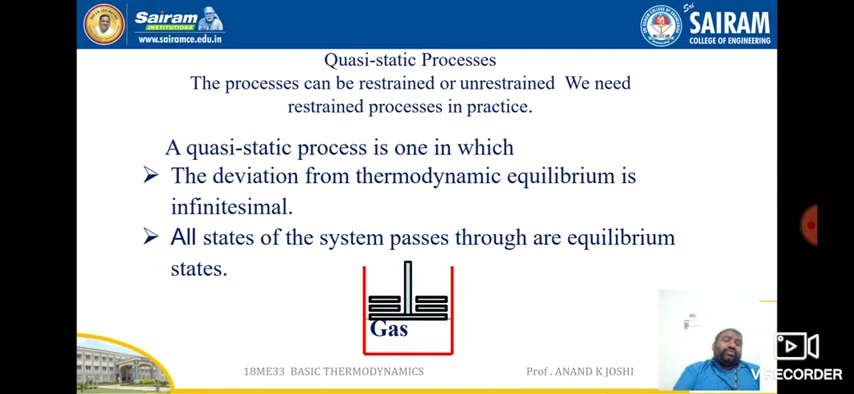 Sairam
INSTITUTIONS
www.sairamce.edu.in
Sri
SAIRAM
COLLEGE OF ENGINEERING
Quasi-static Processes
The processes can be restrained or unrestrained We need
restrained processes in practice.
A quasi-static process is one in which
➢ The deviation from thermodynamic equilibrium is
infinitesimal.
➢ All states of the system passes through are equilibrium
states.
Gas
18ME33 BASIC THERMODYNAMICS
Prof . ANAND K JOSHI
V RECORDER